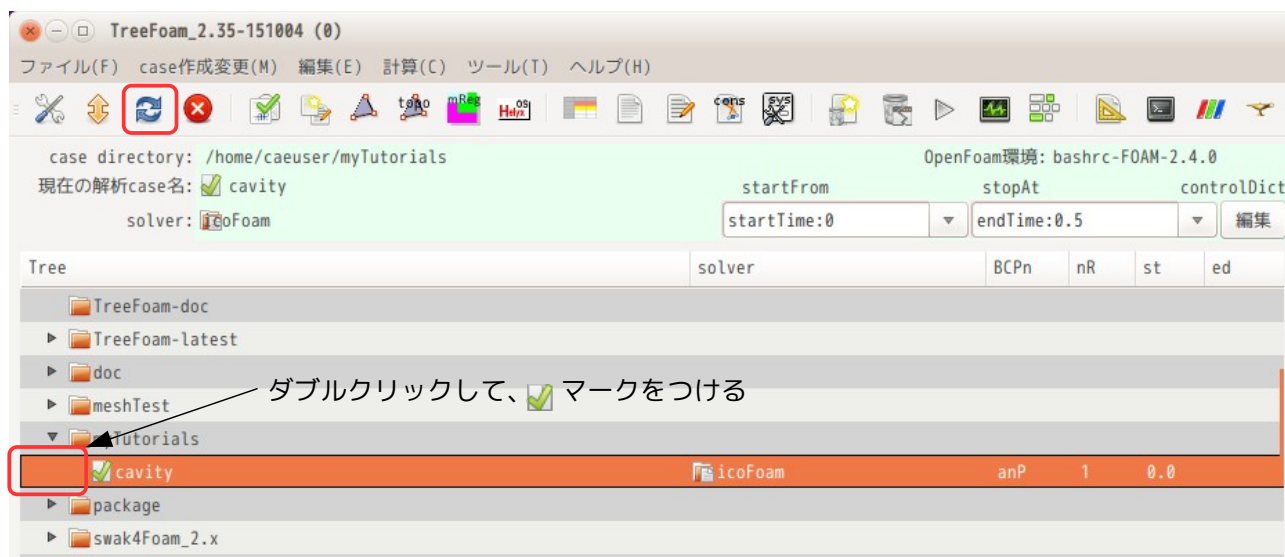 TreeFoam_2.35-151004 (0)
ファイル(F) case作成変更(M) 編集(E) 計算(C) ツール(T) ヘルプ(H)
topo mReg Helyx OS cons sys
case directory: /home/caeuser/myTutorials OpenFoam環境: bashrc-FOAM-2.4.0
現在の解析case名: cavity startFrom stopAt controlDict
solver: icoFoam startTime:0 endTime:0.5 編集
Tree solver BCPn nR st ed
TreeFoam-doc
TreeFoam-latest
doc
ダブルクリックして、 マークをつける
meshTest
myTutorials
cavity icoFoam anP 1 0.0
package
swak4Foam_2.x